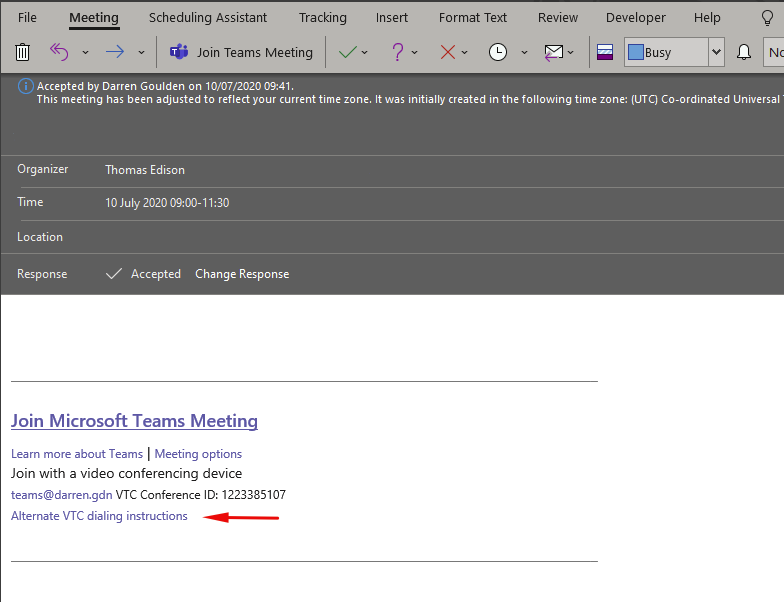 File Meeting Scheduling Assistant Tracking Insert Format Text Review Developer Help
Join Teams Meeting Busy
Accepted by Darren Goulden on 10/07/2020 09:41.
This meeting has been adjusted to reflect your current time zone. It was initially created in the following time zone: (UTC) Co-ordinated Universal
Organizer Thomas Edison
Time 10 July 2020 09:00-11:30
Location
Response Accepted Change Response
Join Microsoft Teams Meeting
Learn more about Teams | Meeting options
Join with a video conferencing device
teams@darren.gdn VTC Conference ID: 1223385107
Alternate VTC dialing instructions